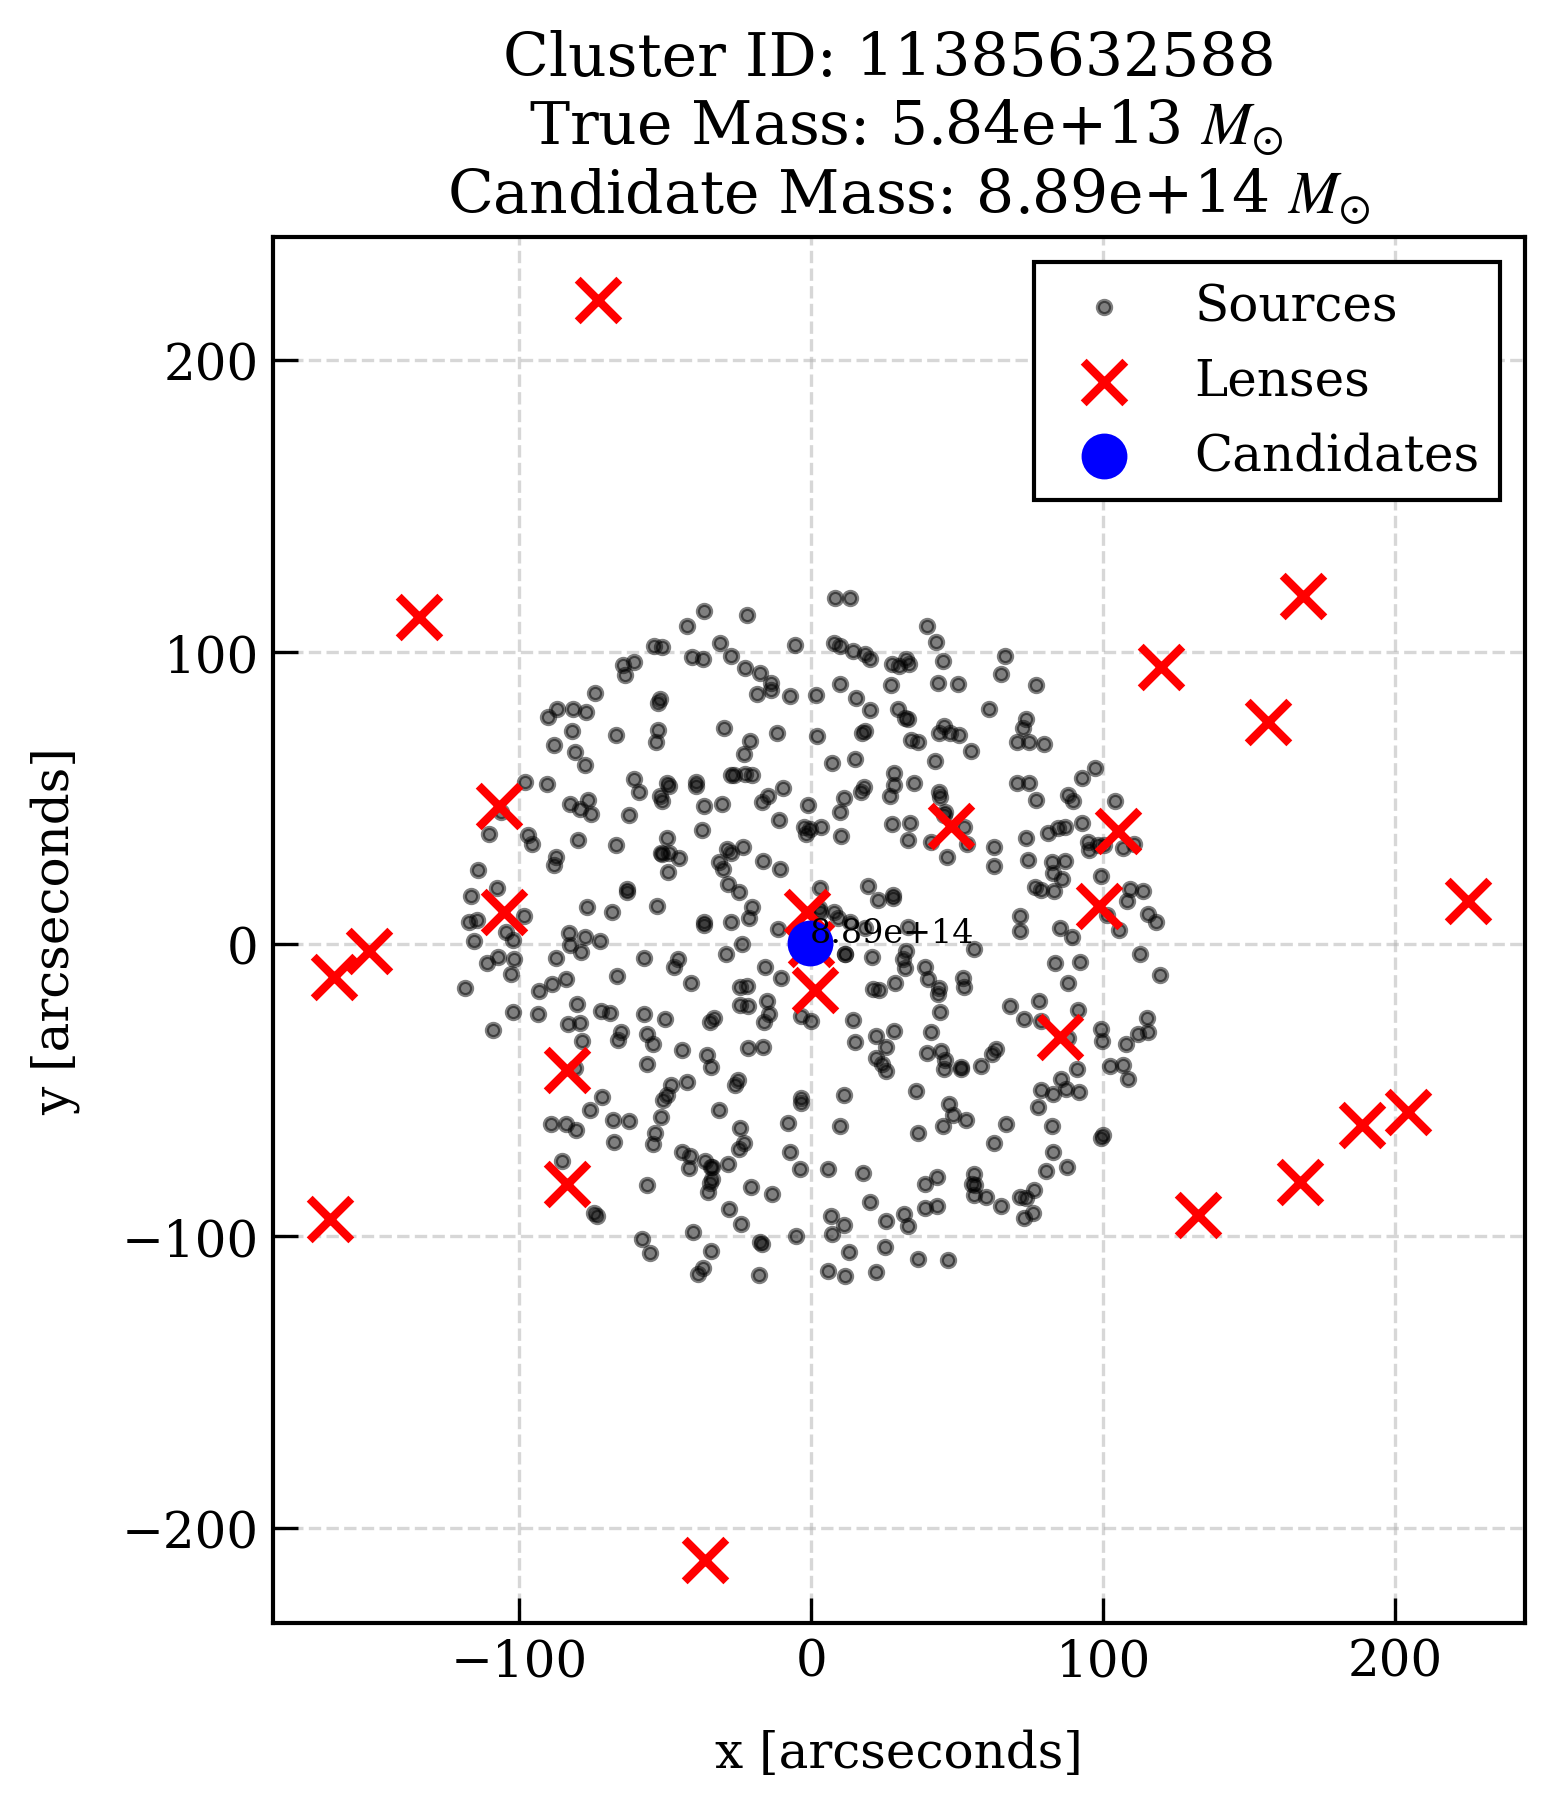 Cluster ID: 11385632588
True Mass: 5.84e+13 M⊙
Candidate Mass: 8.89e+14 M⊙
Sources
Lenses
Candidates
200
100
0
−100
−200
8.89e+14
y [arcseconds]
−100 0 100 200
x [arcseconds]